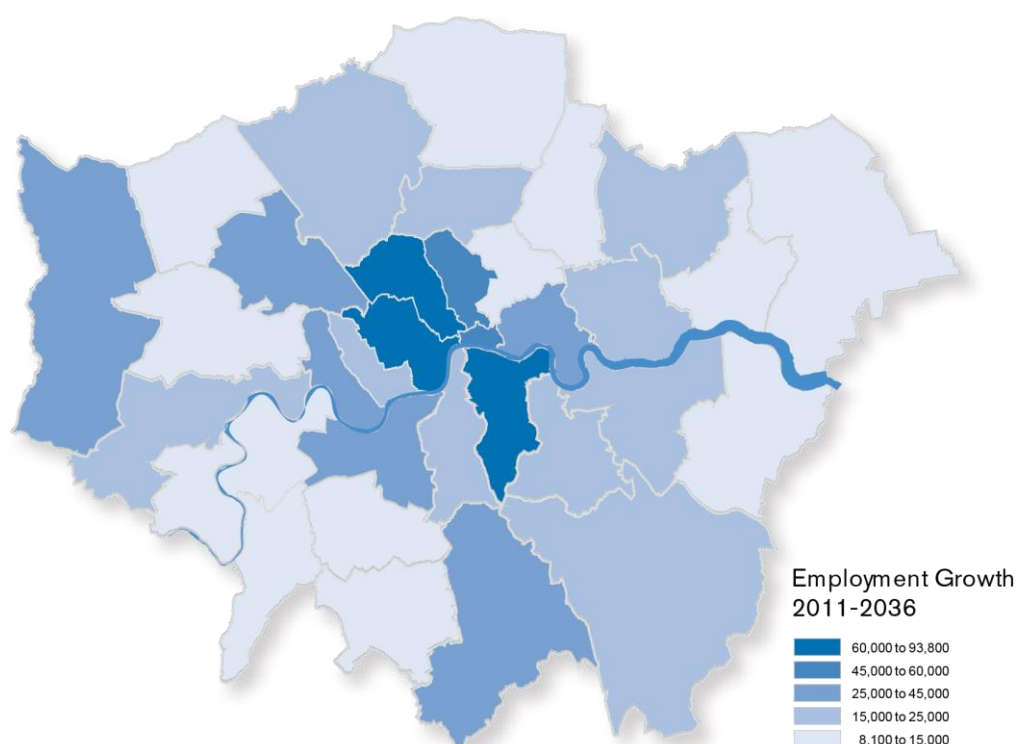 Employment Growth
2011-2036
60,000 to 93,800
45,000 to 60,000
25,000 to 45,000
15,000 to 25,000
8,100 to 15,000